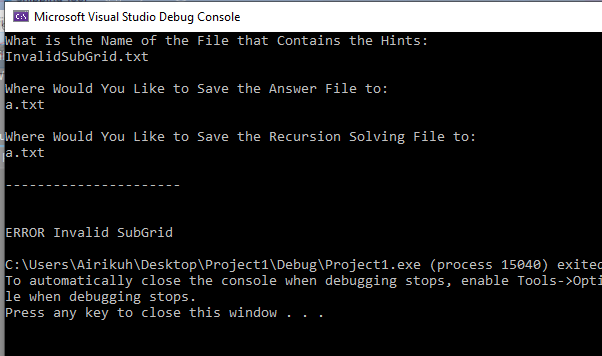 Microsoft Visual Studio Debug Console
What is the Name of the File that Contains the Hints:
InvalidSubGrid.txt
Where Would You Like to Save the Answer File to:
a.txt
Where Would You Like to Save the Recursion Solving File to:
a.txt
----------------------
ERROR Invalid SubGrid
C:\Users\Airikuh\Desktop\Project1\Debug\Project1.exe (process 15040) exited
To automatically close the console when debugging stops, enable Tools->Opti
le when debugging stops.
Press any key to close this window . . .